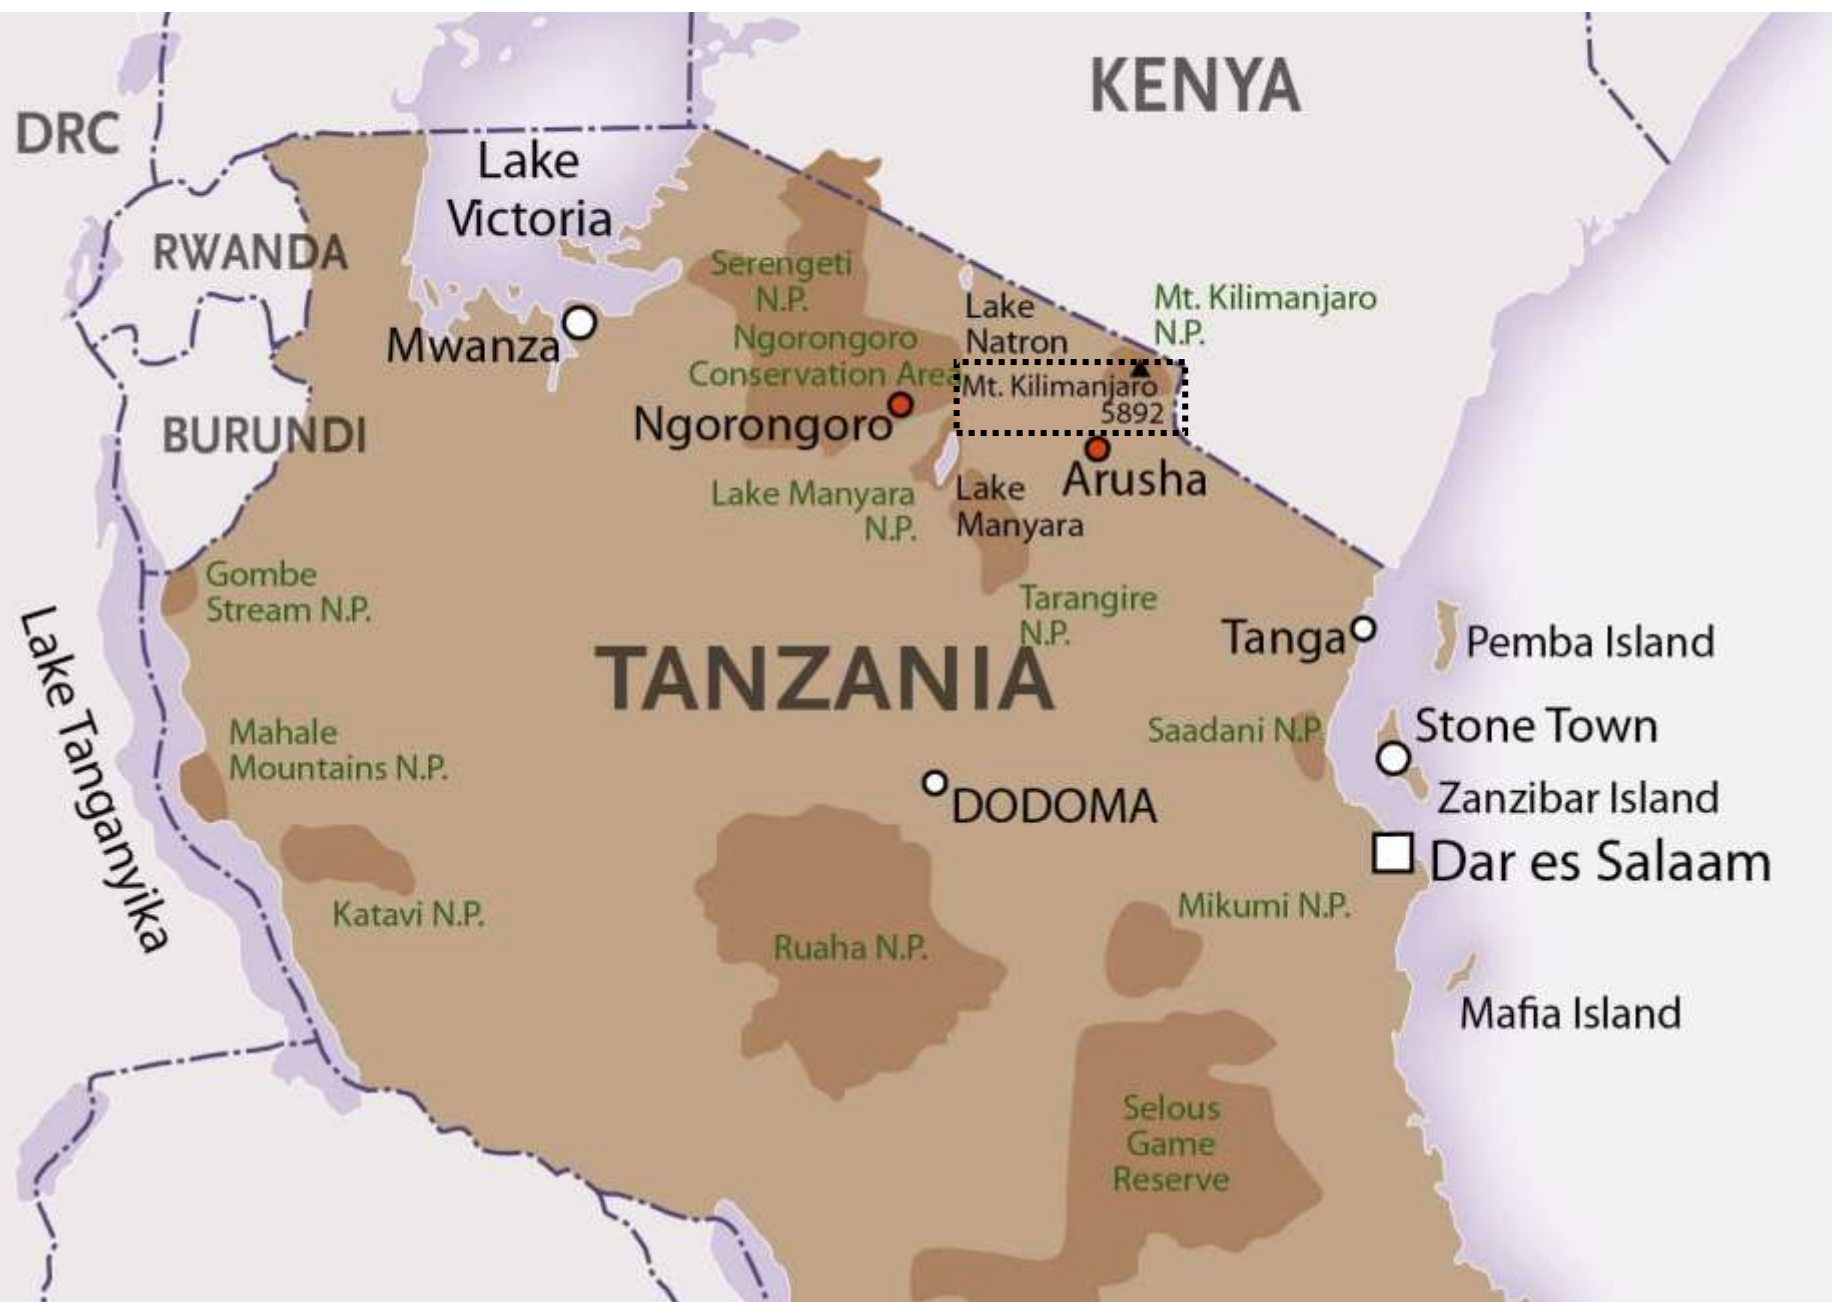 KENYA
DRC
Lake
Victoria
RWANDA
Serengeti
N.P.
Lake
Natron
Mt. Kilimanjaro
N.P.
Mwanza
Ngorongoro
Conservation Area
Mt. Kilimanjaro
5892
Ngorongoro
BURUNDI
Arusha
Lake Manyara
N.P.
Lake
Manyara
Gombe
Stream N.P.
Tarangire
N.P.
Tanga
Pemba Island
TANZANIA
Lake Tanganyika
Mahale
Mountains N.P.
Saadani N.P
Stone Town
Zanzibar Island
DODOMA
Dar es Salaam
Katavi N.P.
Ruaha N.P.
Mikumi N.P.
Mafia Island
Selous
Game
Reserve